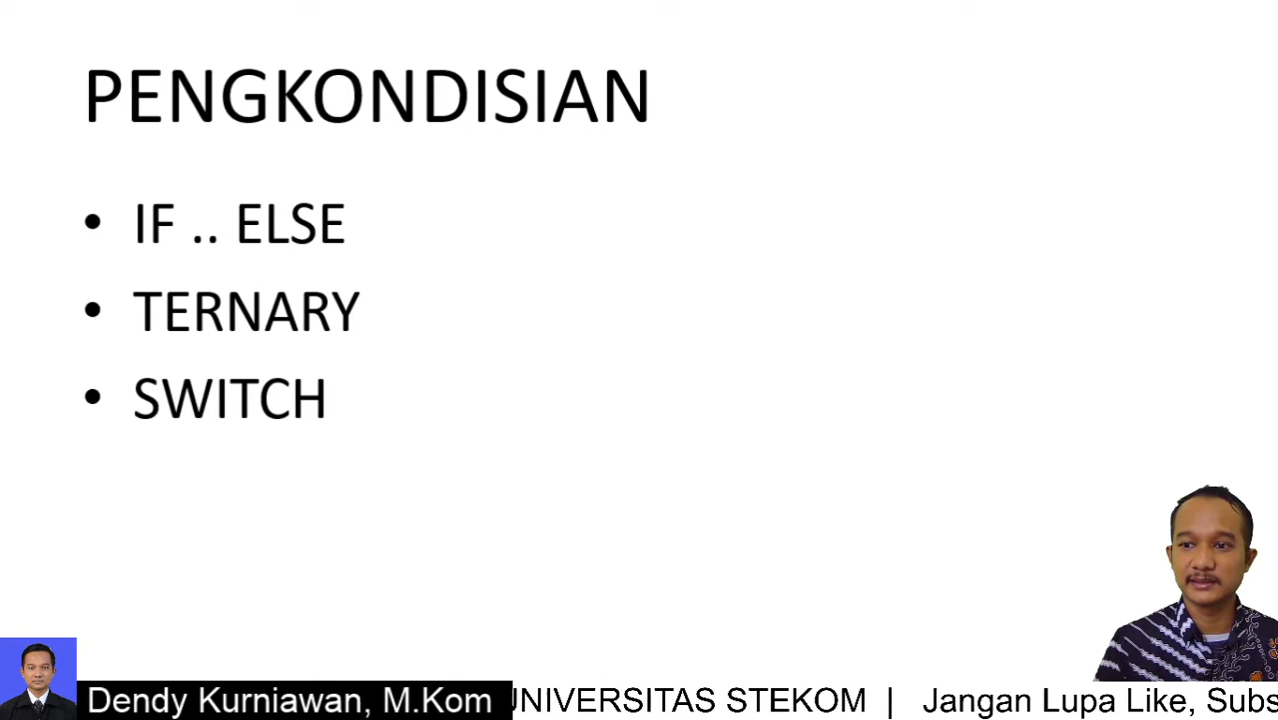 PENGKONDISIAN
• IF .. ELSE
• TERNARY
• SWITCH
Dendy Kurniawan, M.Kom UNIVERSITAS STEKOM | Jangan Lupa Like, Subs